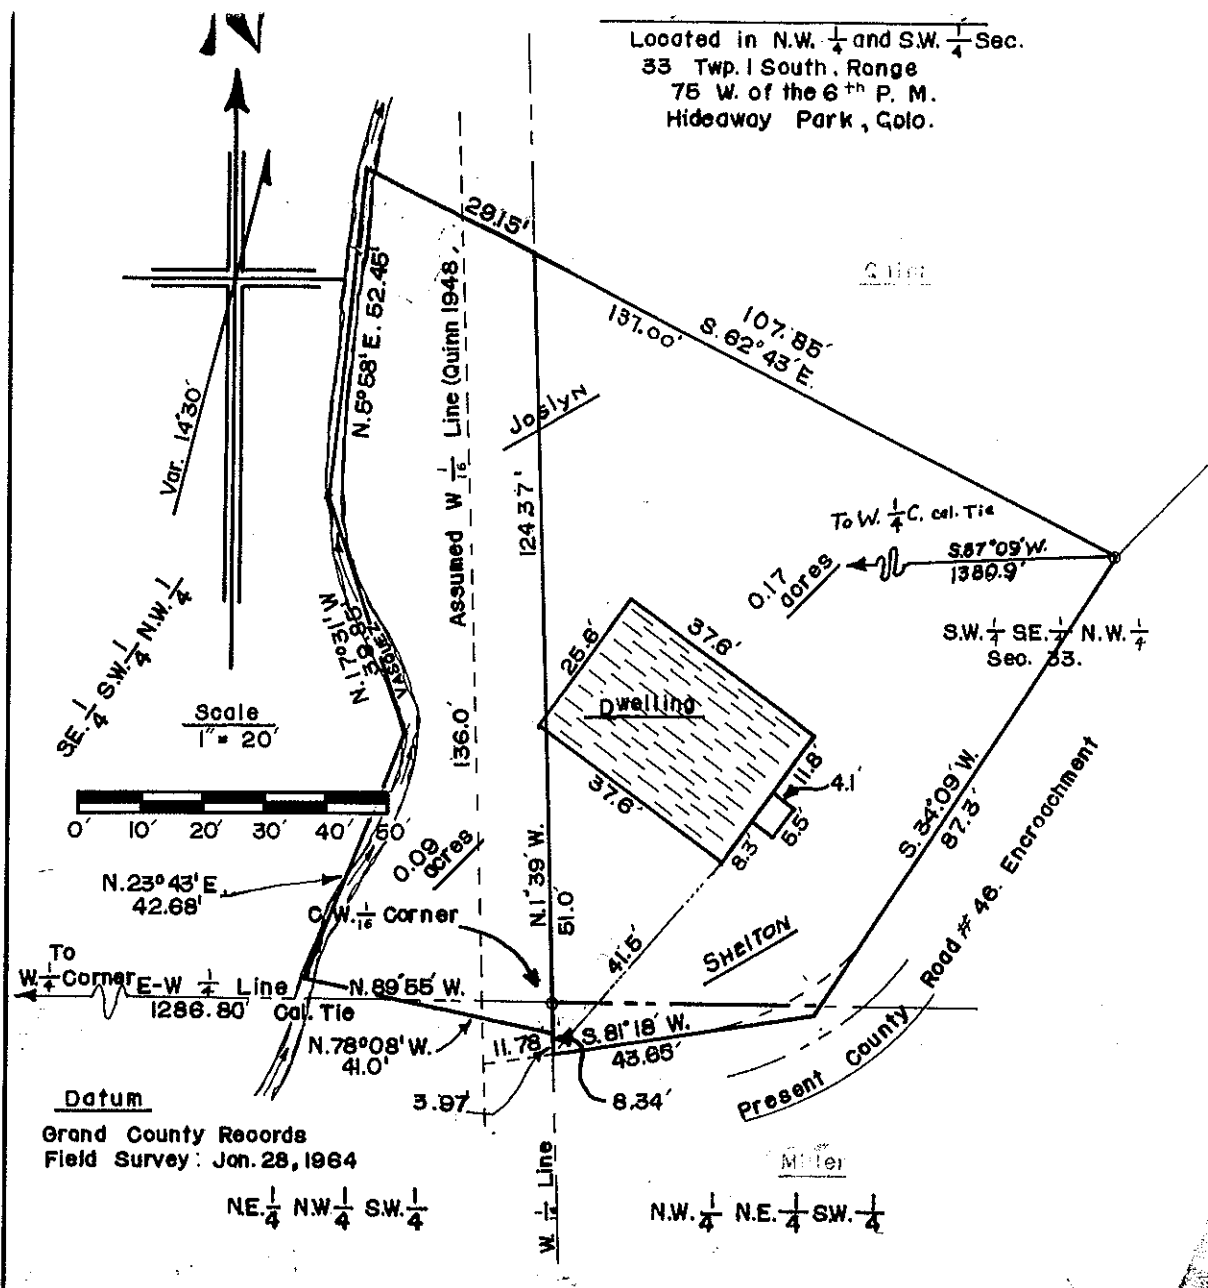 N
Located in N.W. 1/4 and S.W. 1/4 Sec.
33 Twp. 1 South, Range
75 W. of the 6th P. M.
Hideaway Park, Colo.
29.15'
107.85'
137.00'
S. 62°43' E.
N.5°58' E. 52.45'
Assumed W 1/16 Line (Quinn 1948,
136.0'
Joslyn
124.37'
Var. 14°30'
To W. 1/4 C. cal. Tie
S.87°09' W.
1380.9'
0.17
acres
S.W. 1/4 SE. 1/4 N.W. 1/4
Sec. 33.
SE. 1/4 S.W. 1/4 N.W. 1/4
N.17°31' W
38.85'
VASQUEZ
Scale
1" = 20'
0' 10' 20' 30' 40' 50'
25.6'
37.6'
Dwelling
37.6'
11.8'
4.1'
5.5'
8.3'
S. 34°09' W.
87.3'
Present County Road # 46. Encroachment
0.09
acres
N.1°39' W.
51.0'
N.23°43' E.
42.68'
C. W. 1/16 Corner
41.5'
SHELTON
To
W. 1/4 Corner
E-W 1/4 Line
N.89°55' W.
1286.80'
Cal. Tie
N.78°08' W.
41.0'
11.78
S.81°18' W.
43.65'
3.97'
8.34'
Datum
Grand County Records
Field Survey: Jan. 28, 1964
W. 1/16 Line
Miller
N.E. 1/4 N.W. 1/4 S.W. 1/4
N.W. 1/4 N.E. 1/4 S.W. 1/4